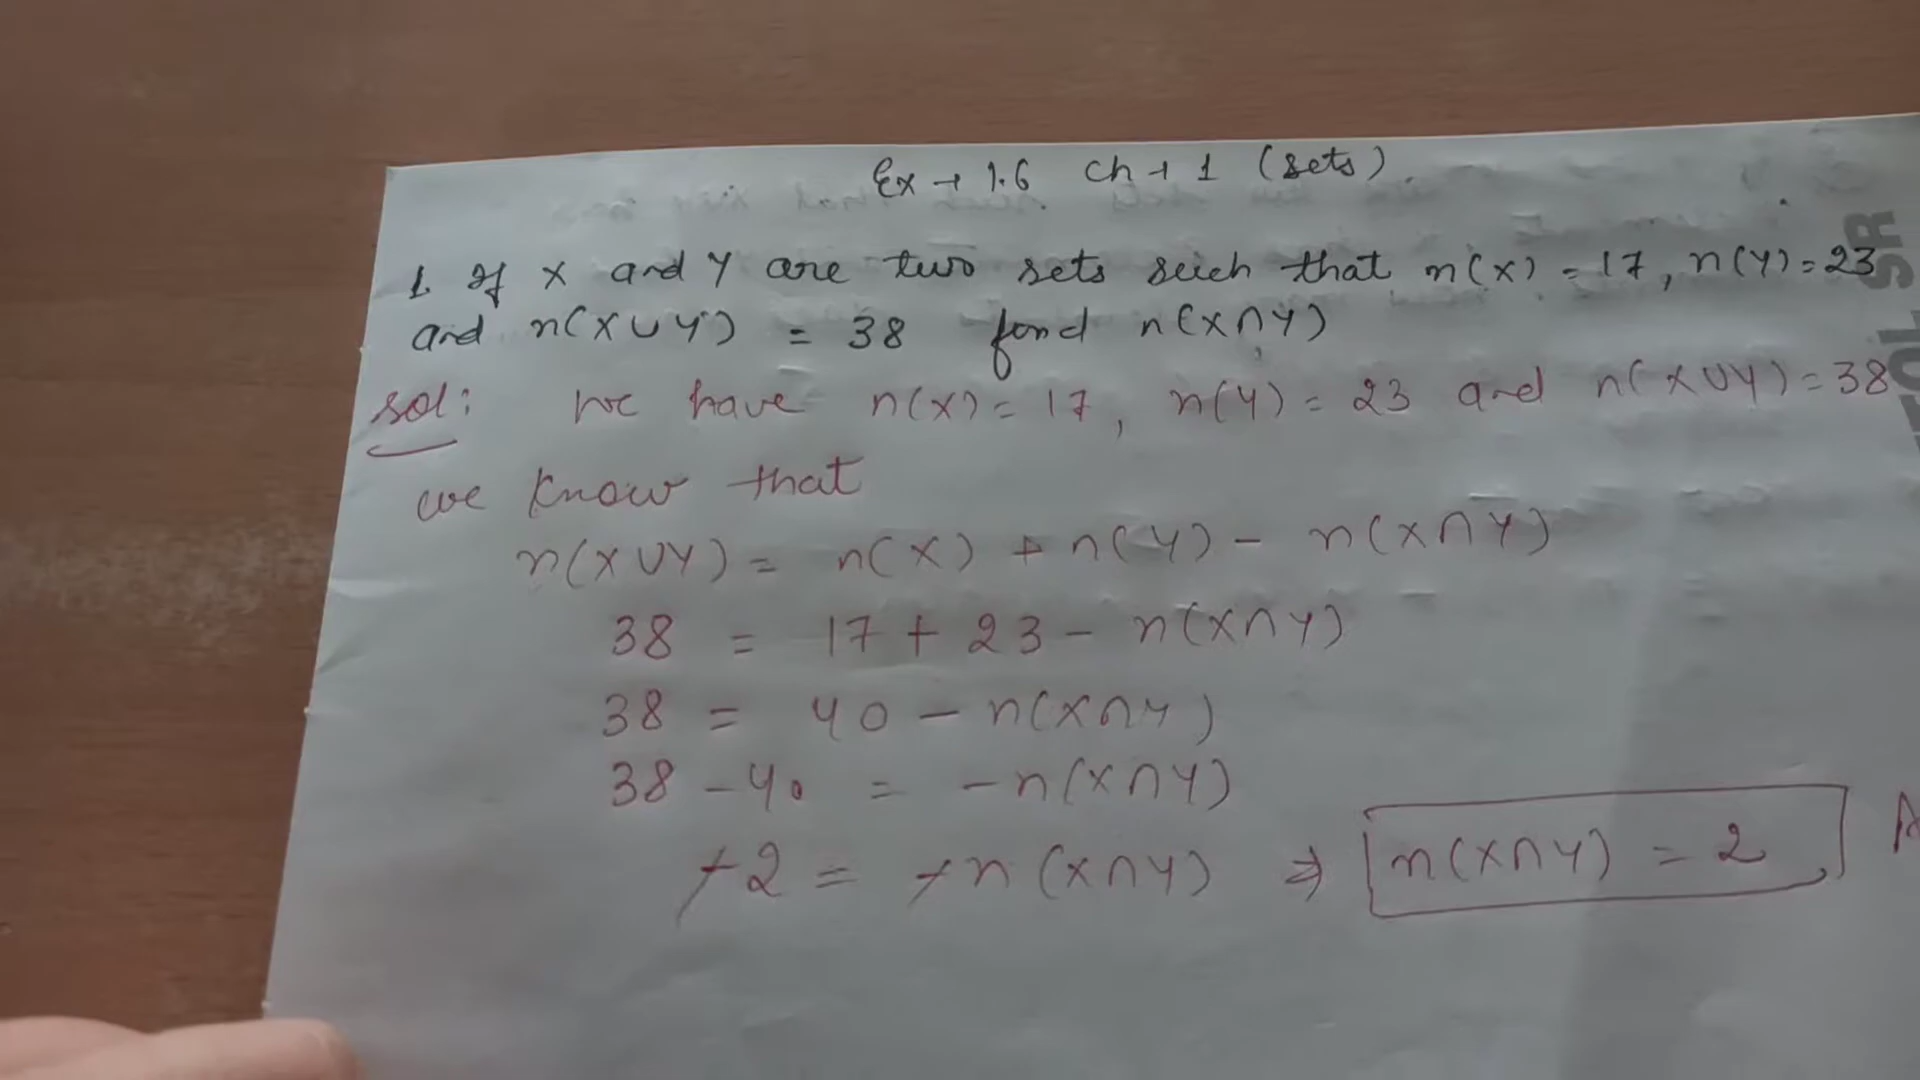 Ex → 1.6 Ch → 1 (sets)
1. If X and Y are two sets such that n(X) = 17, n(Y) = 23
and n(X∪Y) = 38 find n(X∩Y)
sol: we have n(X) = 17, n(Y) = 23 and n(X∪Y) = 38
we know that
n(X∪Y) = n(X) + n(Y) - n(X∩Y)
38 = 17 + 23 - n(X∩Y)
38 = 40 - n(X∩Y)
38 - 40 = -n(X∩Y)
-2 = -n(X∩Y) ⇒ n(X∩Y) = 2
SR